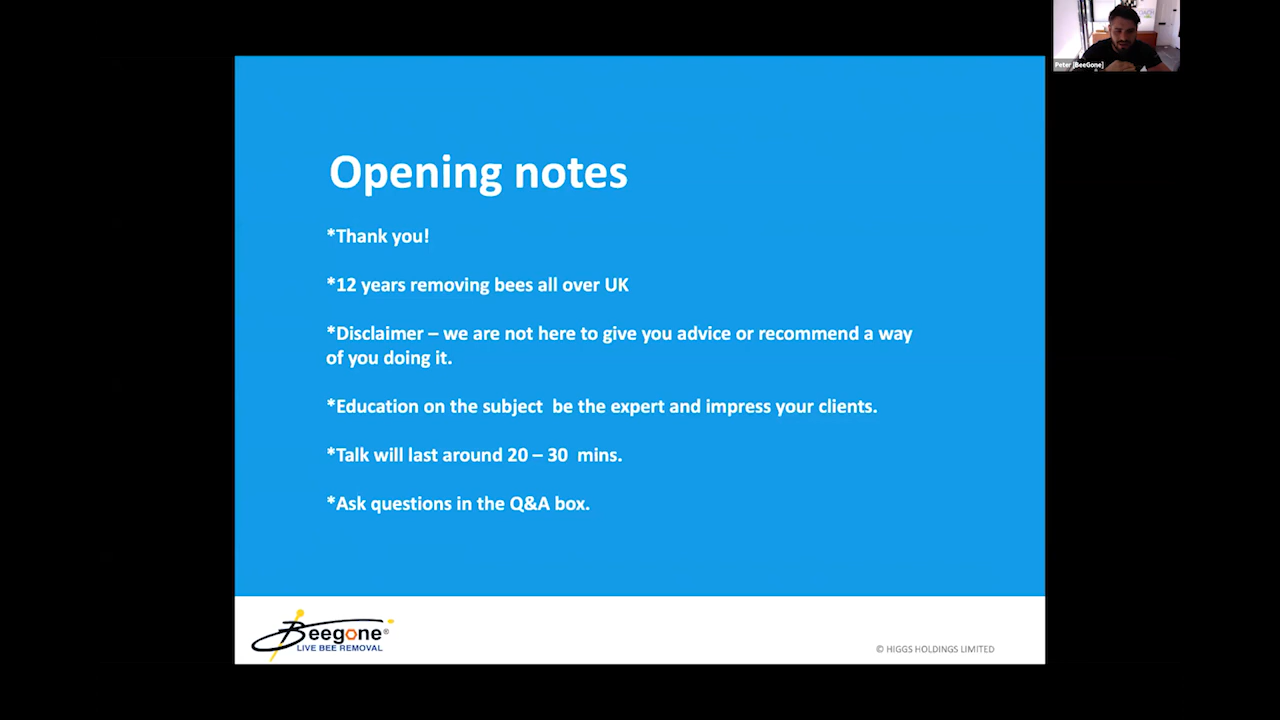 Peter [BeeGone]
Opening notes
*Thank you!
*12 years removing bees all over UK
*Disclaimer – we are not here to give you advice or recommend a way
of you doing it.
*Education on the subject  be the expert and impress your clients.
*Talk will last around 20 – 30  mins.
*Ask questions in the Q&A box.
Beegone®
LIVE BEE REMOVAL
© HIGGS HOLDINGS LIMITED